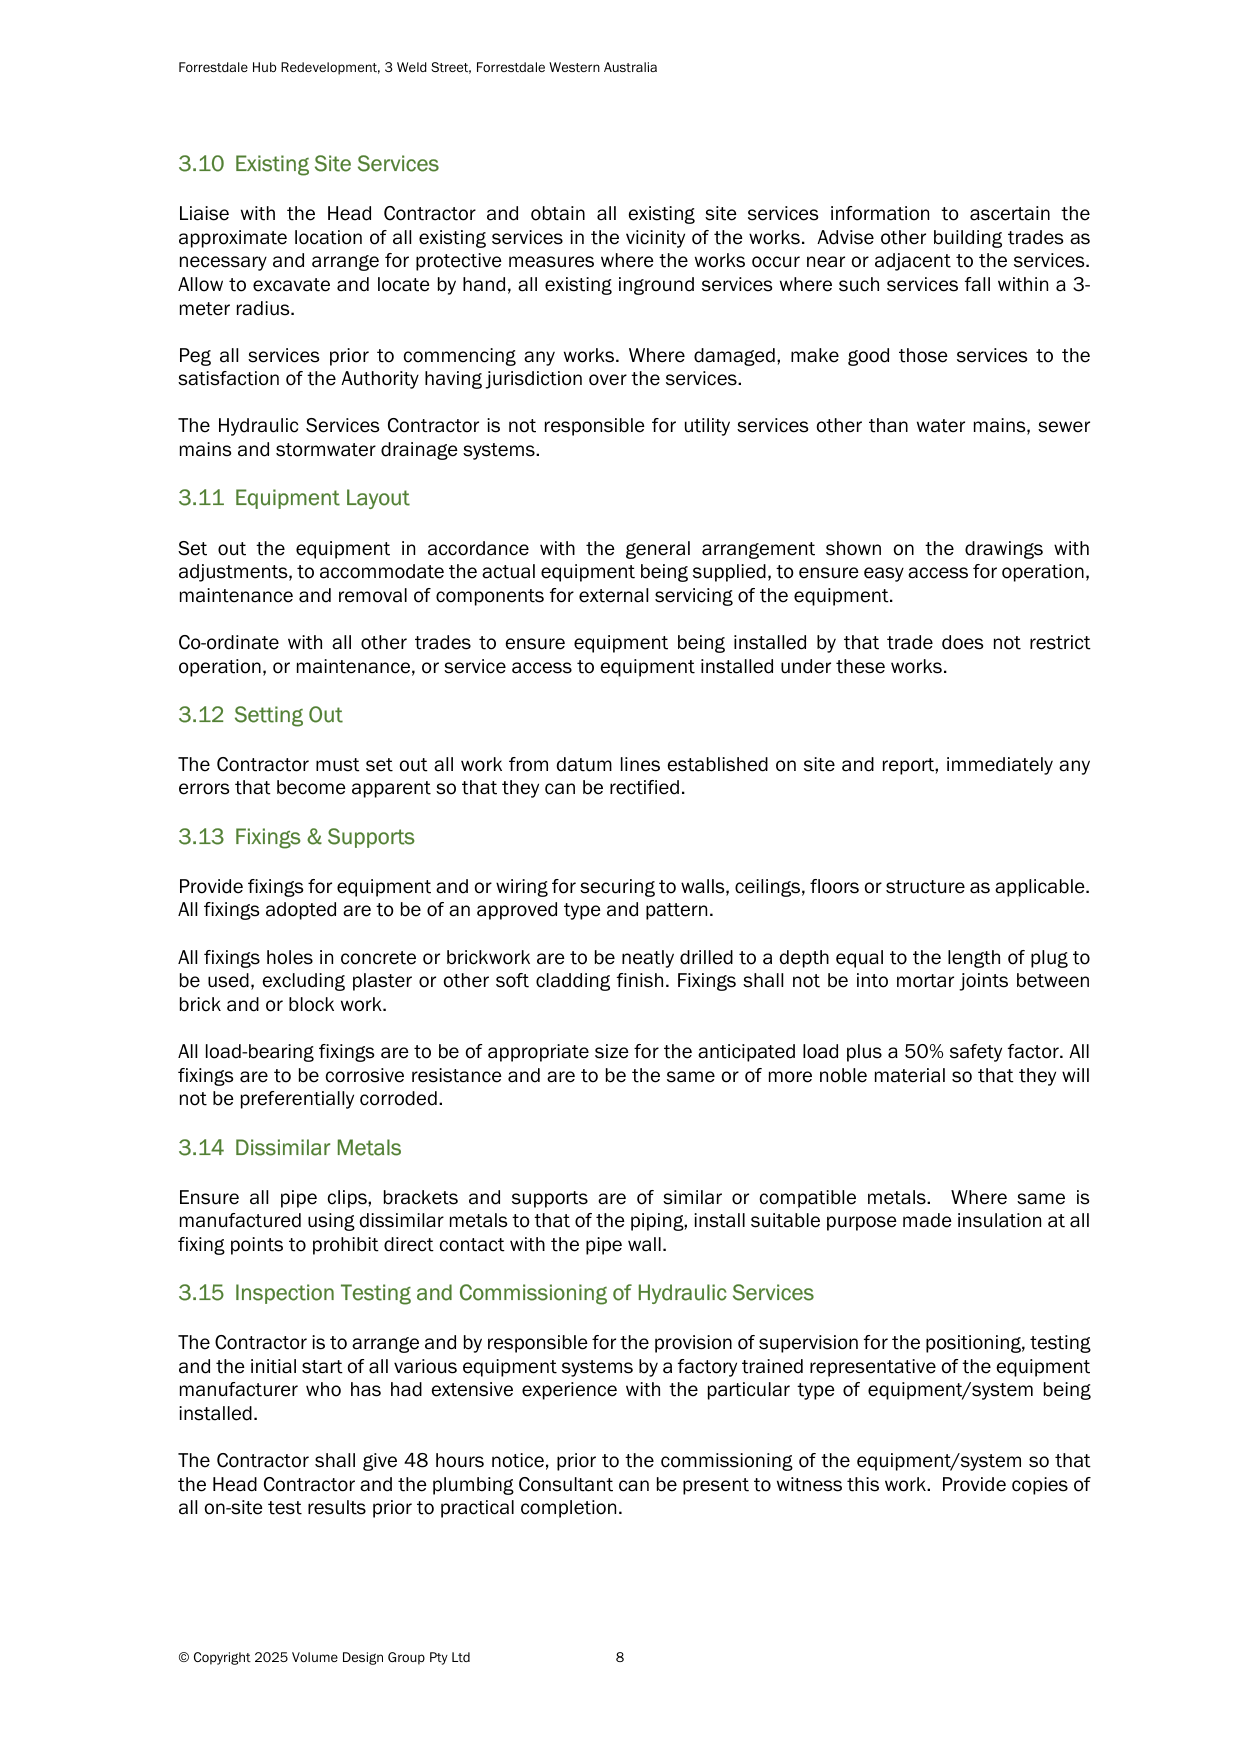 Forrestdale Hub Redevelopment, 3 Weld Street, Forrestdale Western Australia
3.10 Existing Site Services
Liaise with the Head Contractor and obtain all existing site services information to ascertain the
approximate location of all existing services in the vicinity of the works.  Advise other building trades as
necessary and arrange for protective measures where the works occur near or adjacent to the services.
Allow to excavate and locate by hand, all existing inground services where such services fall within a 3-
meter radius.
Peg all services prior to commencing any works. Where damaged, make good those services to the
satisfaction of the Authority having jurisdiction over the services.
The Hydraulic Services Contractor is not responsible for utility services other than water mains, sewer
mains and stormwater drainage systems.
3.11 Equipment Layout
Set out the equipment in accordance with the general arrangement shown on the drawings with
adjustments, to accommodate the actual equipment being supplied, to ensure easy access for operation,
maintenance and removal of components for external servicing of the equipment.
Co-ordinate with all other trades to ensure equipment being installed by that trade does not restrict
operation, or maintenance, or service access to equipment installed under these works.
3.12 Setting Out
The Contractor must set out all work from datum lines established on site and report, immediately any
errors that become apparent so that they can be rectified.
3.13 Fixings & Supports
Provide fixings for equipment and or wiring for securing to walls, ceilings, floors or structure as applicable.
All fixings adopted are to be of an approved type and pattern.
All fixings holes in concrete or brickwork are to be neatly drilled to a depth equal to the length of plug to
be used, excluding plaster or other soft cladding finish. Fixings shall not be into mortar joints between
brick and or block work.
All load-bearing fixings are to be of appropriate size for the anticipated load plus a 50% safety factor. All
fixings are to be corrosive resistance and are to be the same or of more noble material so that they will
not be preferentially corroded.
3.14 Dissimilar Metals
Ensure all pipe clips, brackets and supports are of similar or compatible metals.  Where same is
manufactured using dissimilar metals to that of the piping, install suitable purpose made insulation at all
fixing points to prohibit direct contact with the pipe wall.
3.15 Inspection Testing and Commissioning of Hydraulic Services
The Contractor is to arrange and by responsible for the provision of supervision for the positioning, testing
and the initial start of all various equipment systems by a factory trained representative of the equipment
manufacturer who has had extensive experience with the particular type of equipment/system being
installed.
The Contractor shall give 48 hours notice, prior to the commissioning of the equipment/system so that
the Head Contractor and the plumbing Consultant can be present to witness this work.  Provide copies of
all on-site test results prior to practical completion.
© Copyright 2025 Volume Design Group Pty Ltd 8